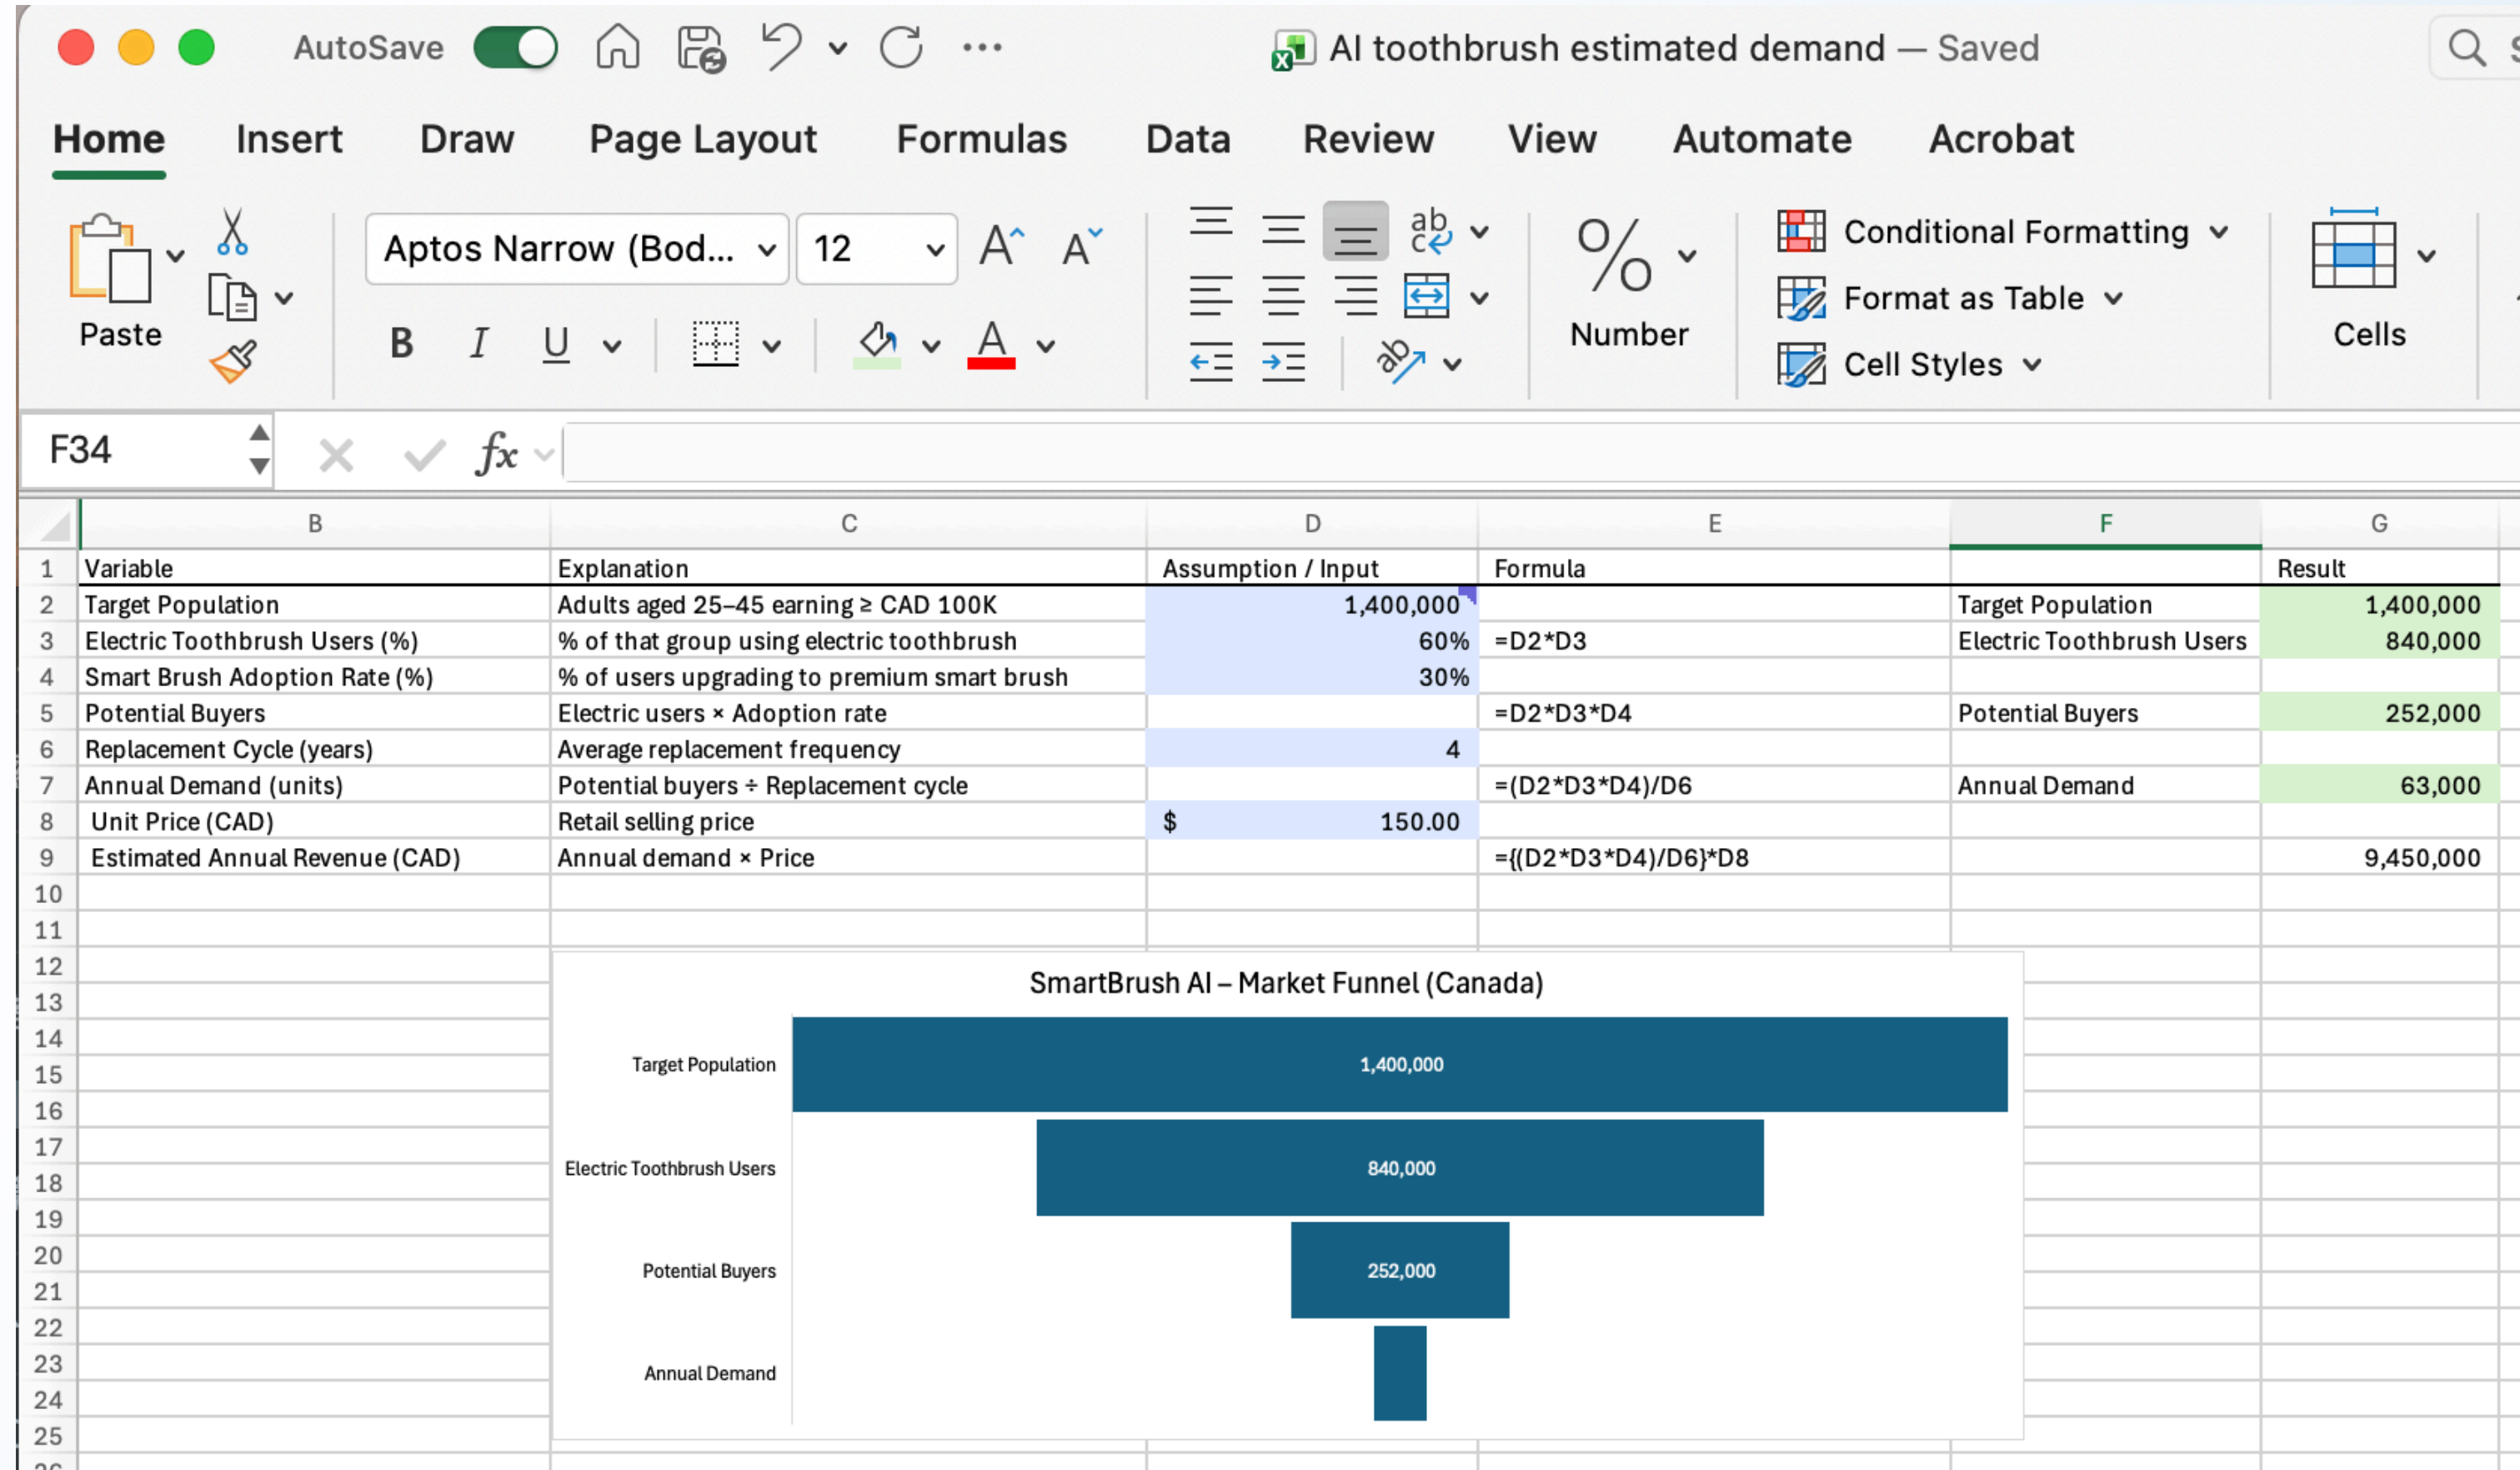 AutoSave
AI toothbrush estimated demand — Saved
Home Insert Draw Page Layout Formulas Data Review View Automate Acrobat
Paste
Aptos Narrow (Bod... 12
B I U A
ab
c
ab
%
Number
Conditional Formatting
Format as Table
Cell Styles
Cells
F34 fx
B C D E F G
1 Variable Explanation Assumption / Input Formula Result
2 Target Population Adults aged 25–45 earning ≥ CAD 100K 1,400,000 Target Population 1,400,000
3 Electric Toothbrush Users (%) % of that group using electric toothbrush 60% =D2*D3 Electric Toothbrush Users 840,000
4 Smart Brush Adoption Rate (%) % of users upgrading to premium smart brush 30%
5 Potential Buyers Electric users × Adoption rate =D2*D3*D4 Potential Buyers 252,000
6 Replacement Cycle (years) Average replacement frequency 4
7 Annual Demand (units) Potential buyers ÷ Replacement cycle =(D2*D3*D4)/D6 Annual Demand 63,000
8 Unit Price (CAD) Retail selling price $ 150.00
9 Estimated Annual Revenue (CAD) Annual demand × Price ={(D2*D3*D4)/D6}*D8 9,450,000
10
11
12
13
14
15
16
17
18
19
20
21
22
23
24
25
SmartBrush AI – Market Funnel (Canada)
Target Population 1,400,000
Electric Toothbrush Users 840,000
Potential Buyers 252,000
Annual Demand